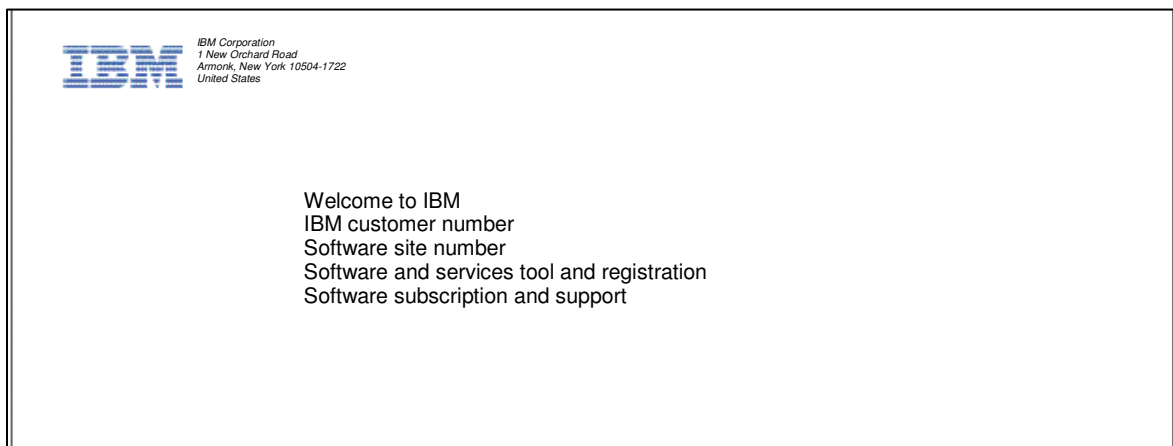 IBM
IBM Corporation
1 New Orchard Road
Armonk, New York 10504-1722
United States
Welcome to IBM
IBM customer number
Software site number
Software and services tool and registration
Software subscription and support